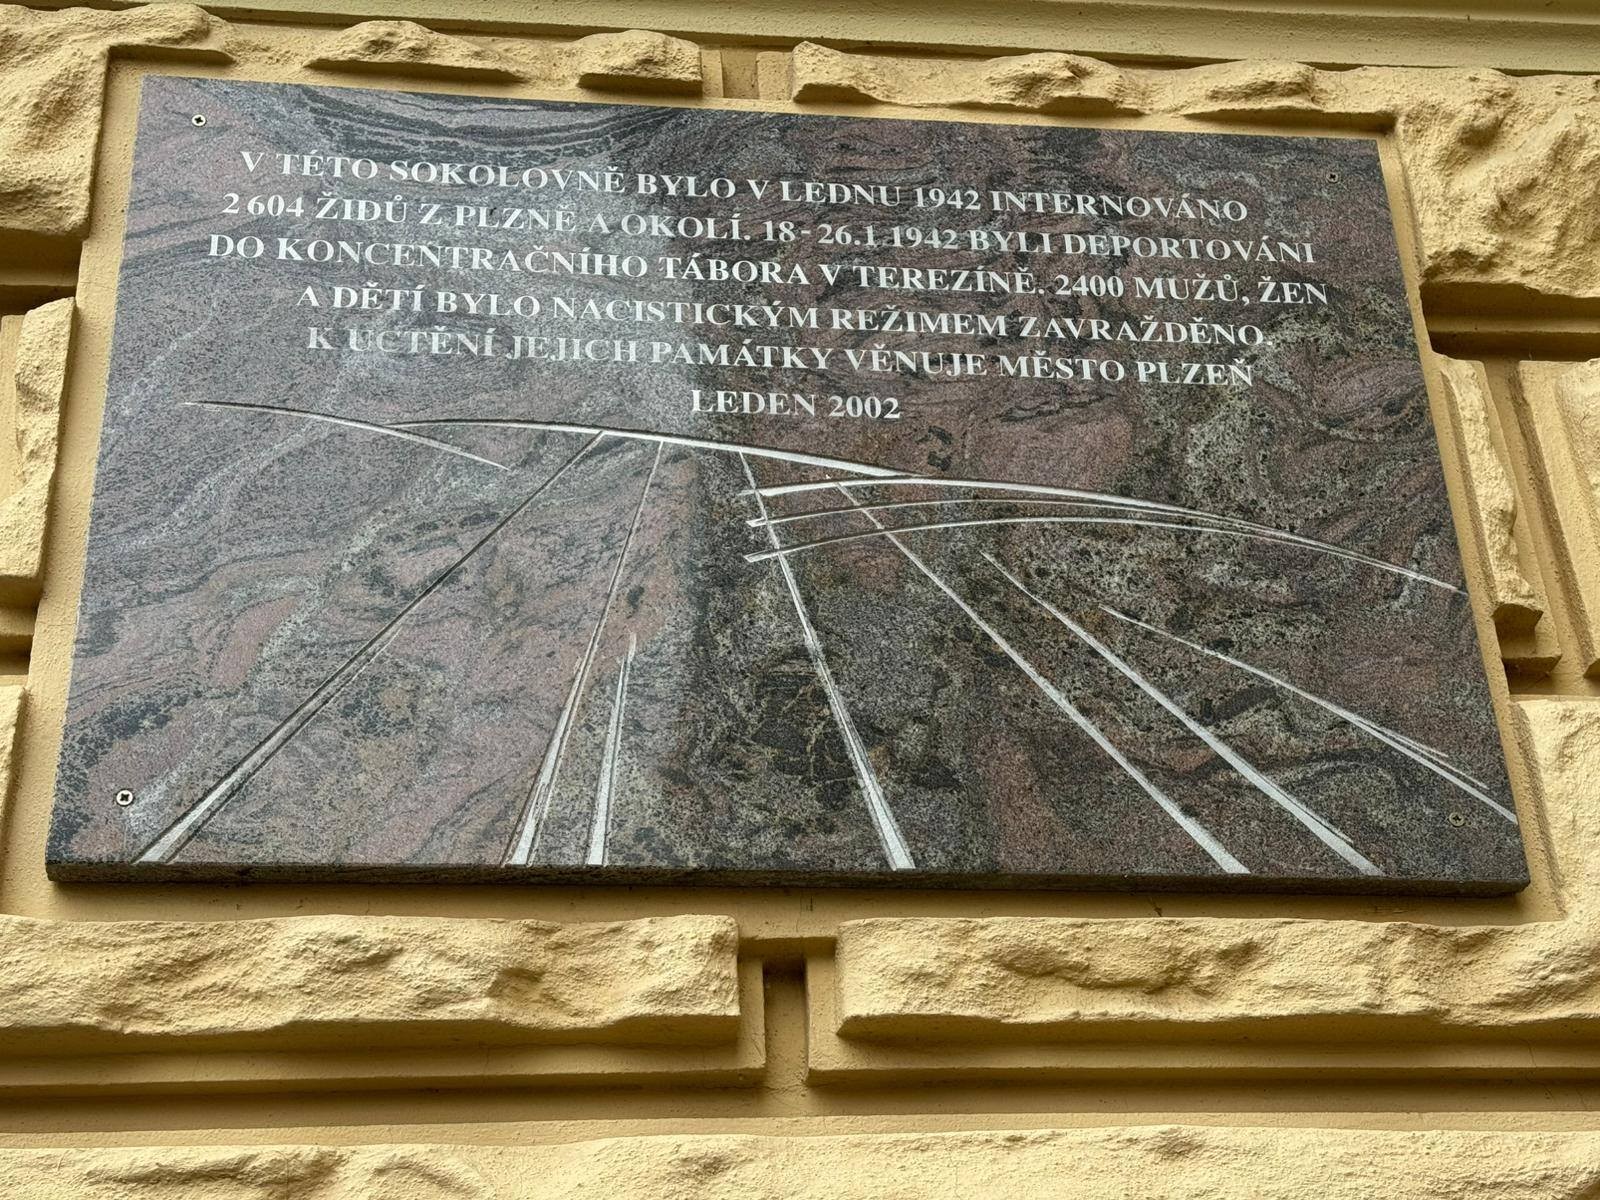 V TÉTO SOKOLOVNĚ BYLO V LEDNU 1942 INTERNOVÁNO
2 604 ŽIDŮ Z PLZNĚ A OKOLÍ. 18-26.1.1942 BYLI DEPORTOVÁNI
DO KONCENTRAČNÍHO TÁBORA V TEREZÍNĚ. 2400 MUŽŮ, ŽEN
A DĚTÍ BYLO NACISTICKÝM REŽIMEM ZAVRAŽDĚNO.
K UCTĚNÍ JEJICH PAMÁTKY VĚNUJE MĚSTO PLZEŇ
LEDEN 2002